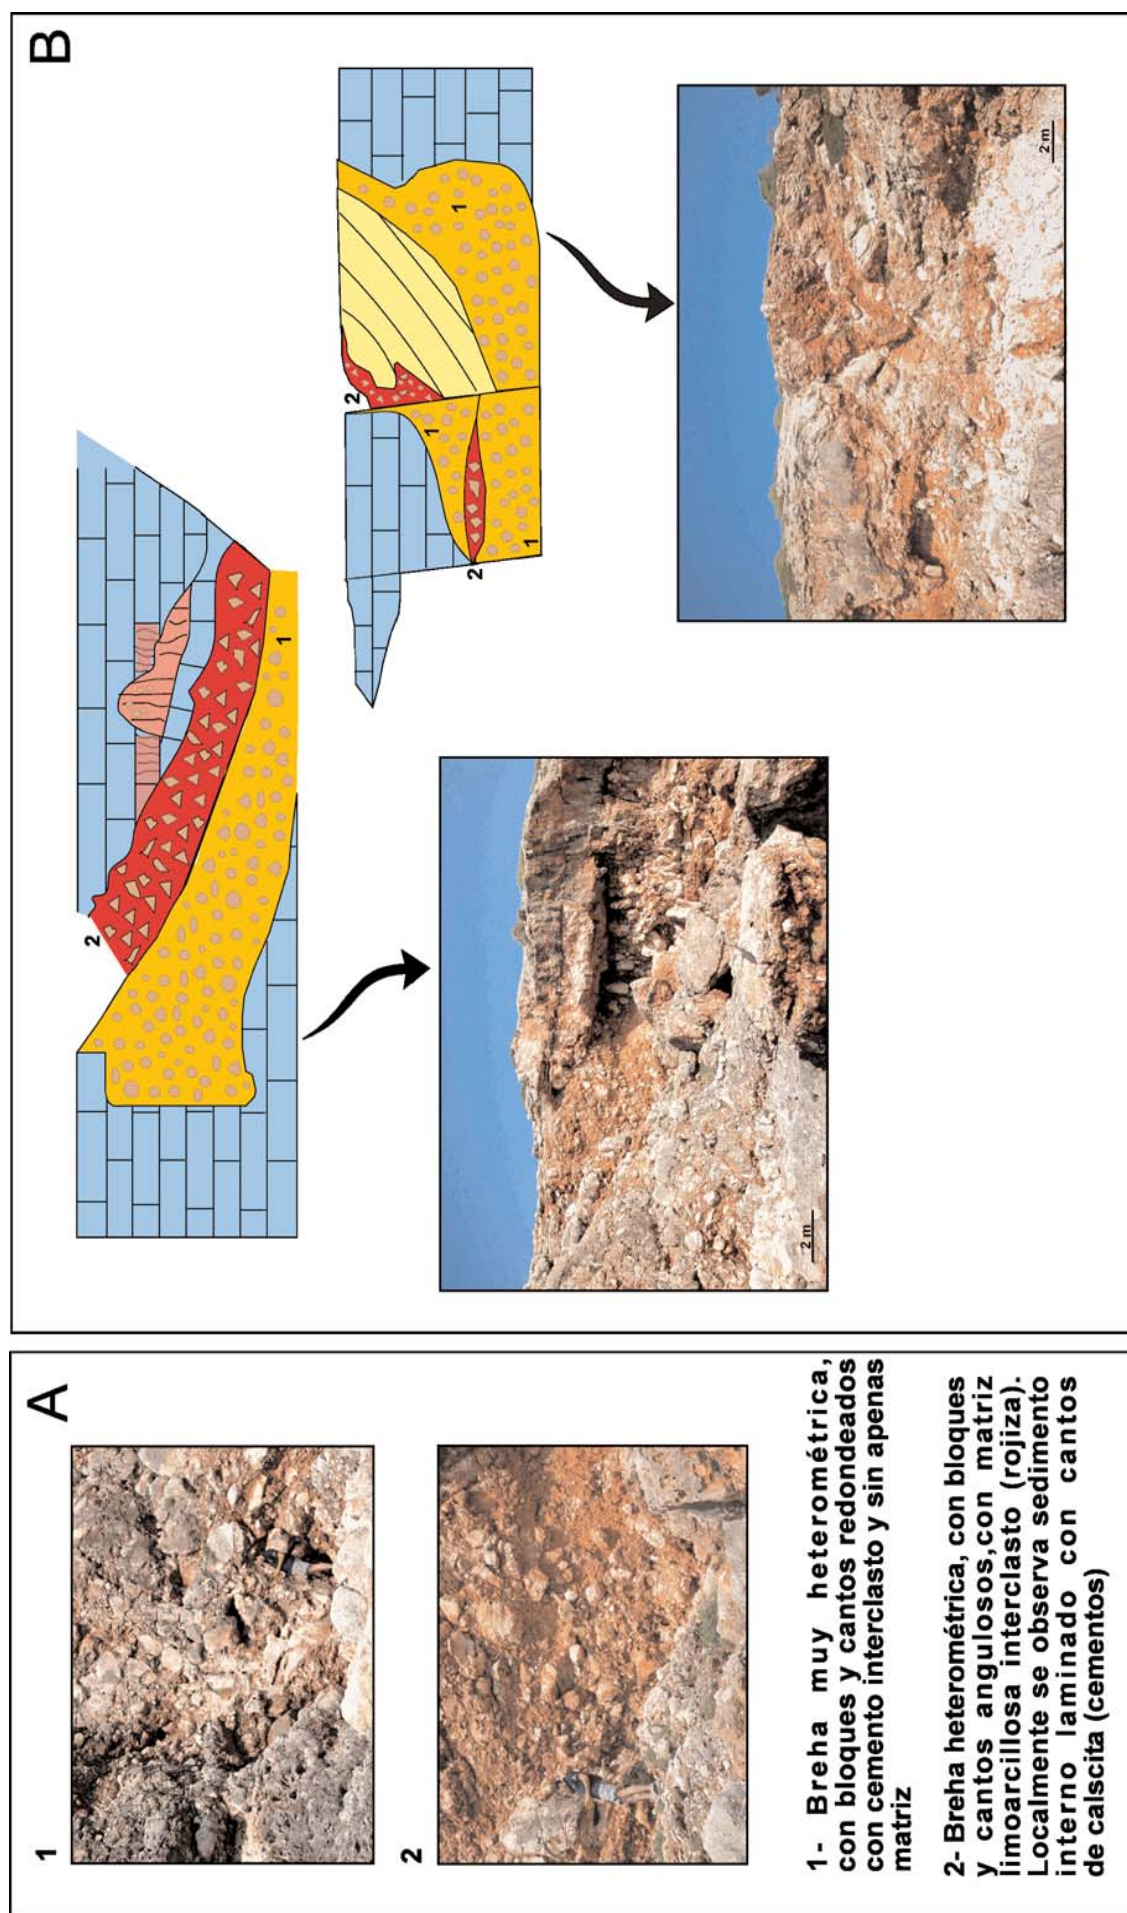 A
1
2
1- Breha muy heterométrica,
con bloques y cantos redondeados
con cemento interclasto y sin apenas
matriz
2- Breha heterométrica, con bloques
y cantos angulosos,con matriz
limoarcillosa interclasto (rojiza).
Localmente se observa sedimento
interno laminado con cantos
de calscita (cementos)
B
2
1
2
1
1
2
1
2 m
2 m